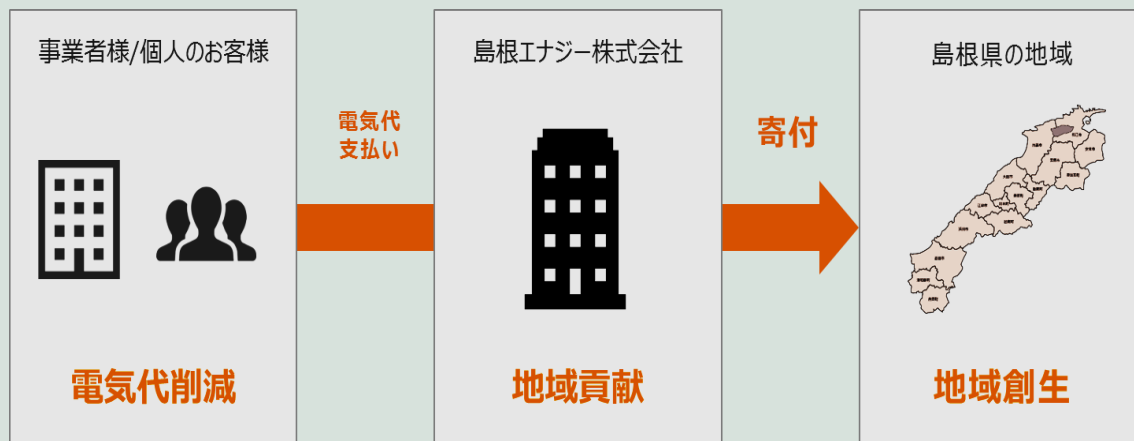 事業者様/個人のお客様
電気代削減
電気代
支払い
島根エナジー株式会社
地域貢献
寄付
島根県の地域
地域創生